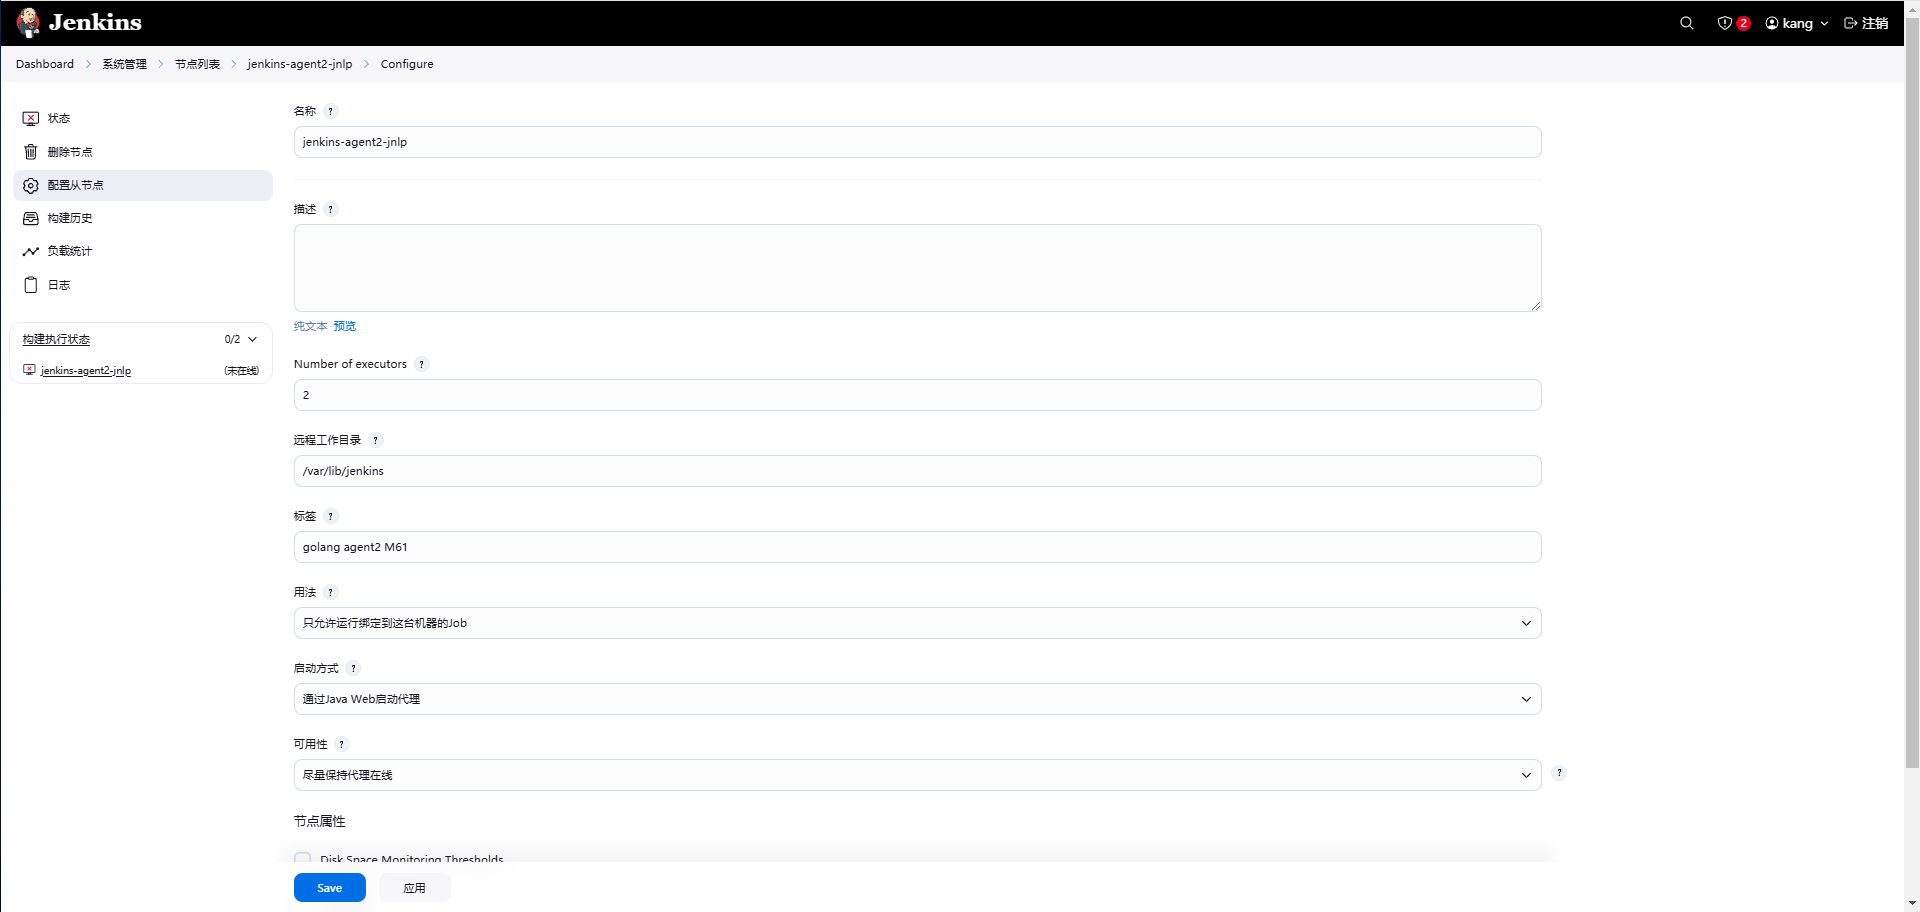 Jenkins
2
kang
注销
Dashboard
系统管理
节点列表
jenkins-agent2-jnlp
Configure
状态
删除节点
配置从节点
构建历史
负载统计
日志
构建执行状态
0/2
jenkins-agent2-jnlp
(未在线)
名称 ?
jenkins-agent2-jnlp
描述 ?
纯文本 预览
Number of executors ?
2
远程工作目录 ?
/var/lib/jenkins
标签 ?
golang agent2 M61
用法 ?
只允许运行绑定到这台机器的Job
启动方式 ?
通过Java Web启动代理
可用性 ?
尽量保持代理在线
?
节点属性
Disk Space Monitoring Thresholds
Save
应用